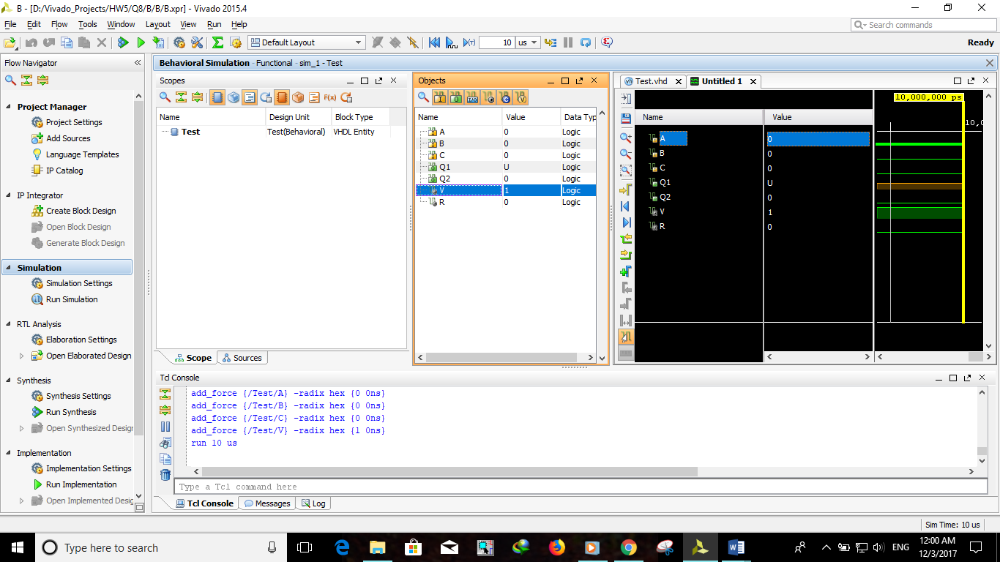 B - [D:/Vivado_Projects/HW5/Q8/B/B/B.xpr] - Vivado 2015.4
File Edit Flow Tools Window Layout View Run Help
Search commands
Default Layout 10 us Ready
Flow Navigator
Project Manager
Project Settings
Add Sources
Language Templates
IP Catalog
IP Integrator
Create Block Design
Open Block Design
Generate Block Design
Simulation
Simulation Settings
Run Simulation
RTL Analysis
Elaboration Settings
Open Elaborated Design
Synthesis
Synthesis Settings
Run Synthesis
Open Synthesized Design
Implementation
Implementation Settings
Run Implementation
Open Implemented Desig
Behavioral Simulation - Functional - sim_1 - Test
Scopes
F(x)
Name Design Unit Block Type
Test Test(Behavioral) VHDL Entity
Scope Sources
Objects
Name Value Data Typ
A 0 Logic
B 0 Logic
C 0 Logic
Q1 U Logic
Q2 0 Logic
V 1 Logic
R 0 Logic
Test.vhd Untitled 1
10,000,000 ps
Name Value
10,0
A 0
B 0
C 0
Q1 U
Q2 0
V 1
R 0
Tcl Console
add_force {/Test/A} -radix hex {0 0ns}
add_force {/Test/B} -radix hex {0 0ns}
add_force {/Test/C} -radix hex {0 0ns}
add_force {/Test/V} -radix hex {1 0ns}
run 10 us
Type a Tcl command here
Tcl Console Messages Log
Sim Time: 10 us
Type here to search
ENG
12:00 AM
12/3/2017